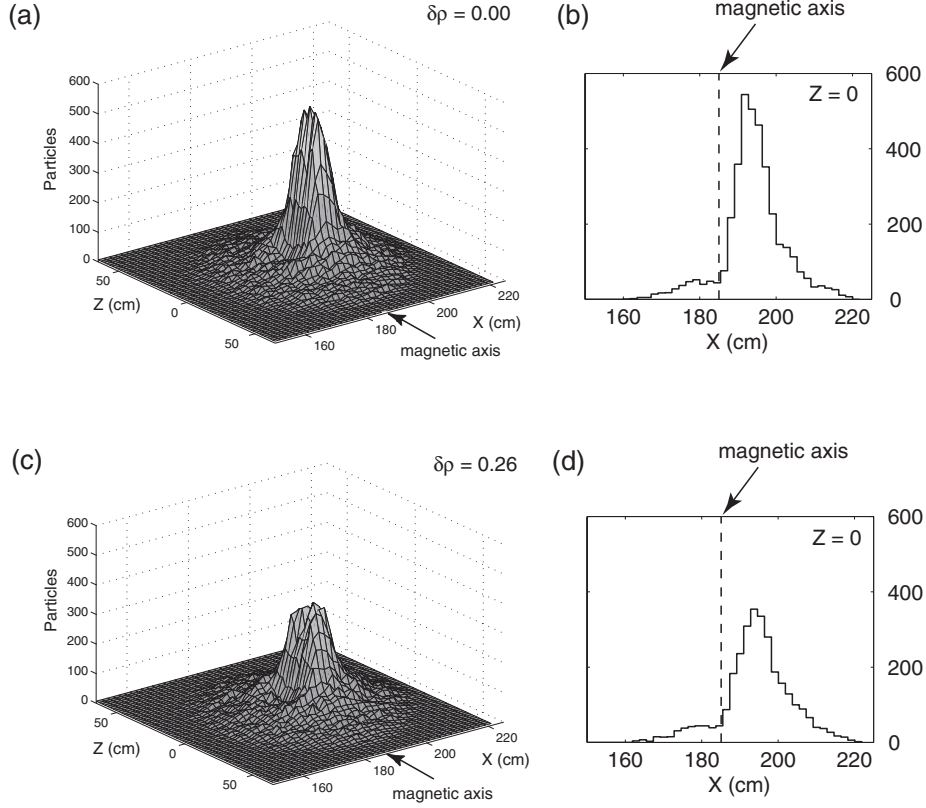 (a)
δρ = 0.00
600
500
400
300
200
100
0
Particles
50
0
50
Z (cm)
160
180
200
220
X (cm)
magnetic axis
(b)
magnetic axis
Z = 0
600
400
200
0
160 180 200 220
X (cm)
(c)
δρ = 0.26
600
500
400
300
200
100
0
Particles
50
0
50
Z (cm)
160
180
200
220
X (cm)
magnetic axis
(d)
magnetic axis
Z = 0
600
400
200
0
160 180 200 220
X (cm)